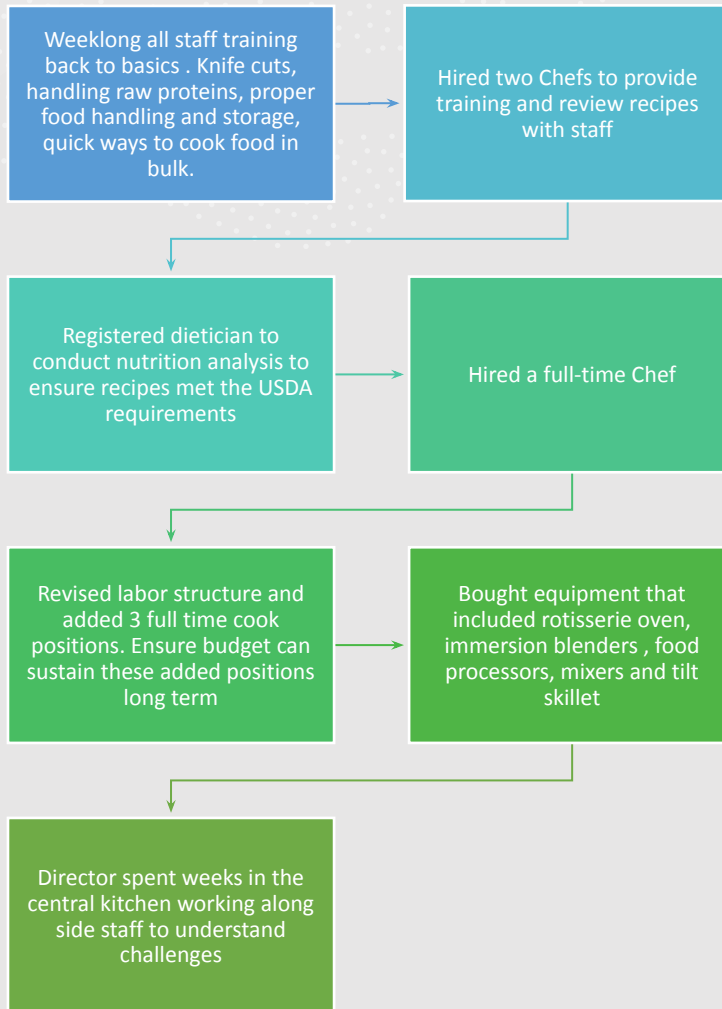 Weeklong all staff training
back to basics . Knife cuts,
handling raw proteins, proper
food handling and storage,
quick ways to cook food in
bulk.
Hired two Chefs to provide
training and review recipes
with staff
Registered dietician to
conduct nutrition analysis to
ensure recipes met the USDA
requirements
Hired a full-time Chef
Revised labor structure and
added 3 full time cook
positions. Ensure budget can
sustain these added positions
long term
Bought equipment that
included rotisserie oven,
immersion blenders , food
processors, mixers and tilt
skillet
Director spent weeks in the
central kitchen working along
side staff to understand
challenges